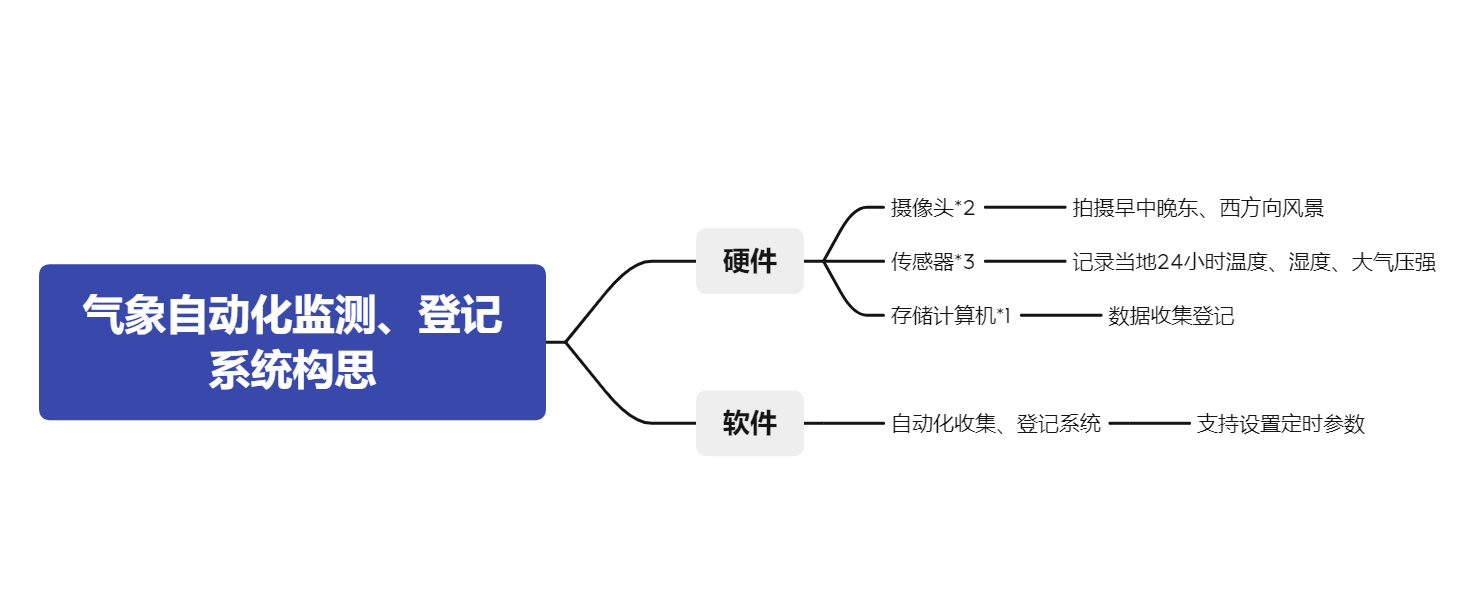 气象自动化监测、登记
系统构思
硬件
摄像头*2
拍摄早中晚东、西方向风景
传感器*3
记录当地24小时温度、湿度、大气压强
存储计算机*1
数据收集登记
软件
自动化收集、登记系统
支持设置定时参数